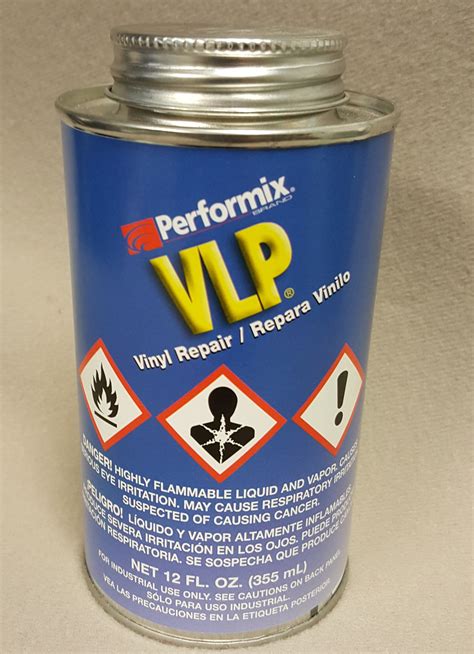 Performix®
BRAND
VLP®
Vinyl Repair / Repara Vinilo
DANGER! HIGHLY FLAMMABLE LIQUID AND VAPOR.
EYE IRRITATION. MAY CAUSE RESPIRATORY
SUSPECTED OF CAUSING CANCER.
¡PELIGRO! LÍQUIDO Y VAPOR ALTAMENTE INFLAMABLES
SEVERA IRRITACIÓN EN LOS OJOS. PUEDE
RESPIRATORIA. SE SOSPECHA QUE PRODUCE
NET 12 FL. OZ. (355 mL)
FOR INDUSTRIAL USE ONLY. SEE CAUTIONS ON BACK PANEL.
VEA LAS PRECAUCIONES EN LA ETIQUETA POSTERIOR.
SÓLO PARA USO INDUSTRIAL.